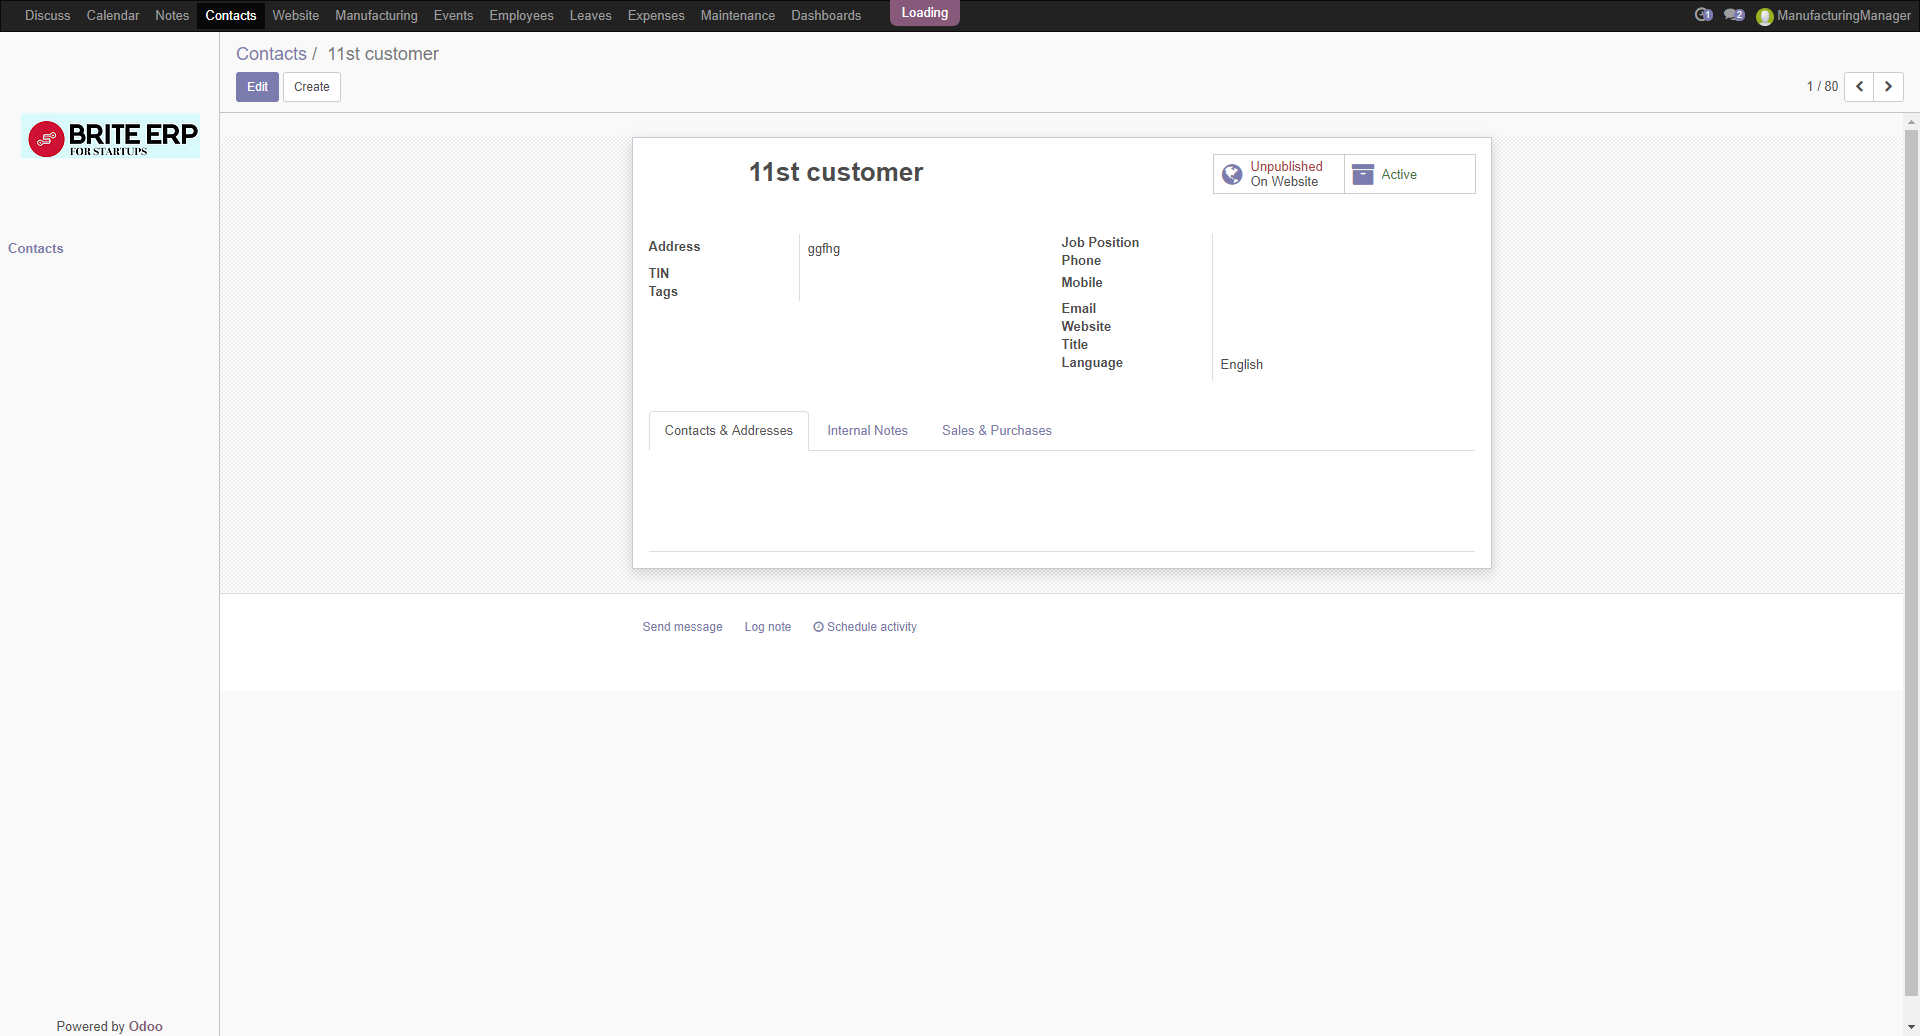 Discuss Calendar Notes Contacts Website Manufacturing Events Employees Leaves Expenses Maintenance Dashboards Loading 1 2 ManufacturingManager
Contacts / 11st customer
Edit Create 1 / 80
BRITE ERP
FOR STARTUPS
Contacts
11st customer
Unpublished
On Website
Active
Address ggfhg
TIN
Tags
Job Position
Phone
Mobile
Email
Website
Title
Language English
Contacts & Addresses Internal Notes Sales & Purchases
Send message Log note Schedule activity
Powered by Odoo